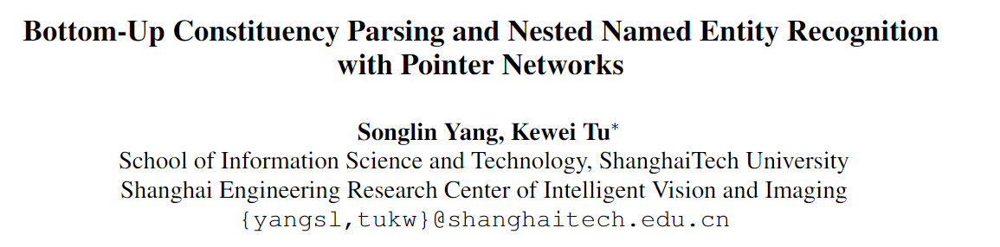 Bottom-Up Constituency Parsing and Nested Named Entity Recognition
with Pointer Networks
Songlin Yang, Kewei Tu*
School of Information Science and Technology, ShanghaiTech University
Shanghai Engineering Research Center of Intelligent Vision and Imaging
{yangsl,tukw}@shanghaitech.edu.cn